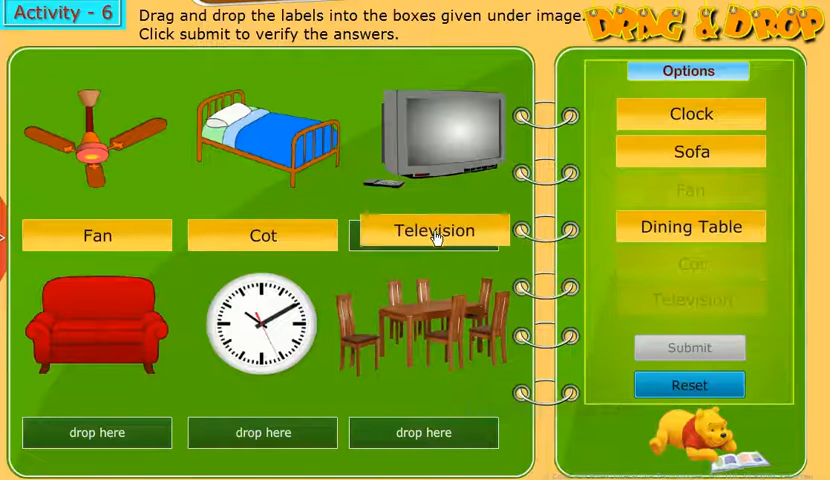 Activity - 6
Drag and drop the labels into the boxes given under image.
Click submit to verify the answers.
DRAG & DROP
Options
Clock
Sofa
Fan
Dining Table
Cot
Television
Submit
Reset
Fan
Cot
Television
drop here
drop here
drop here